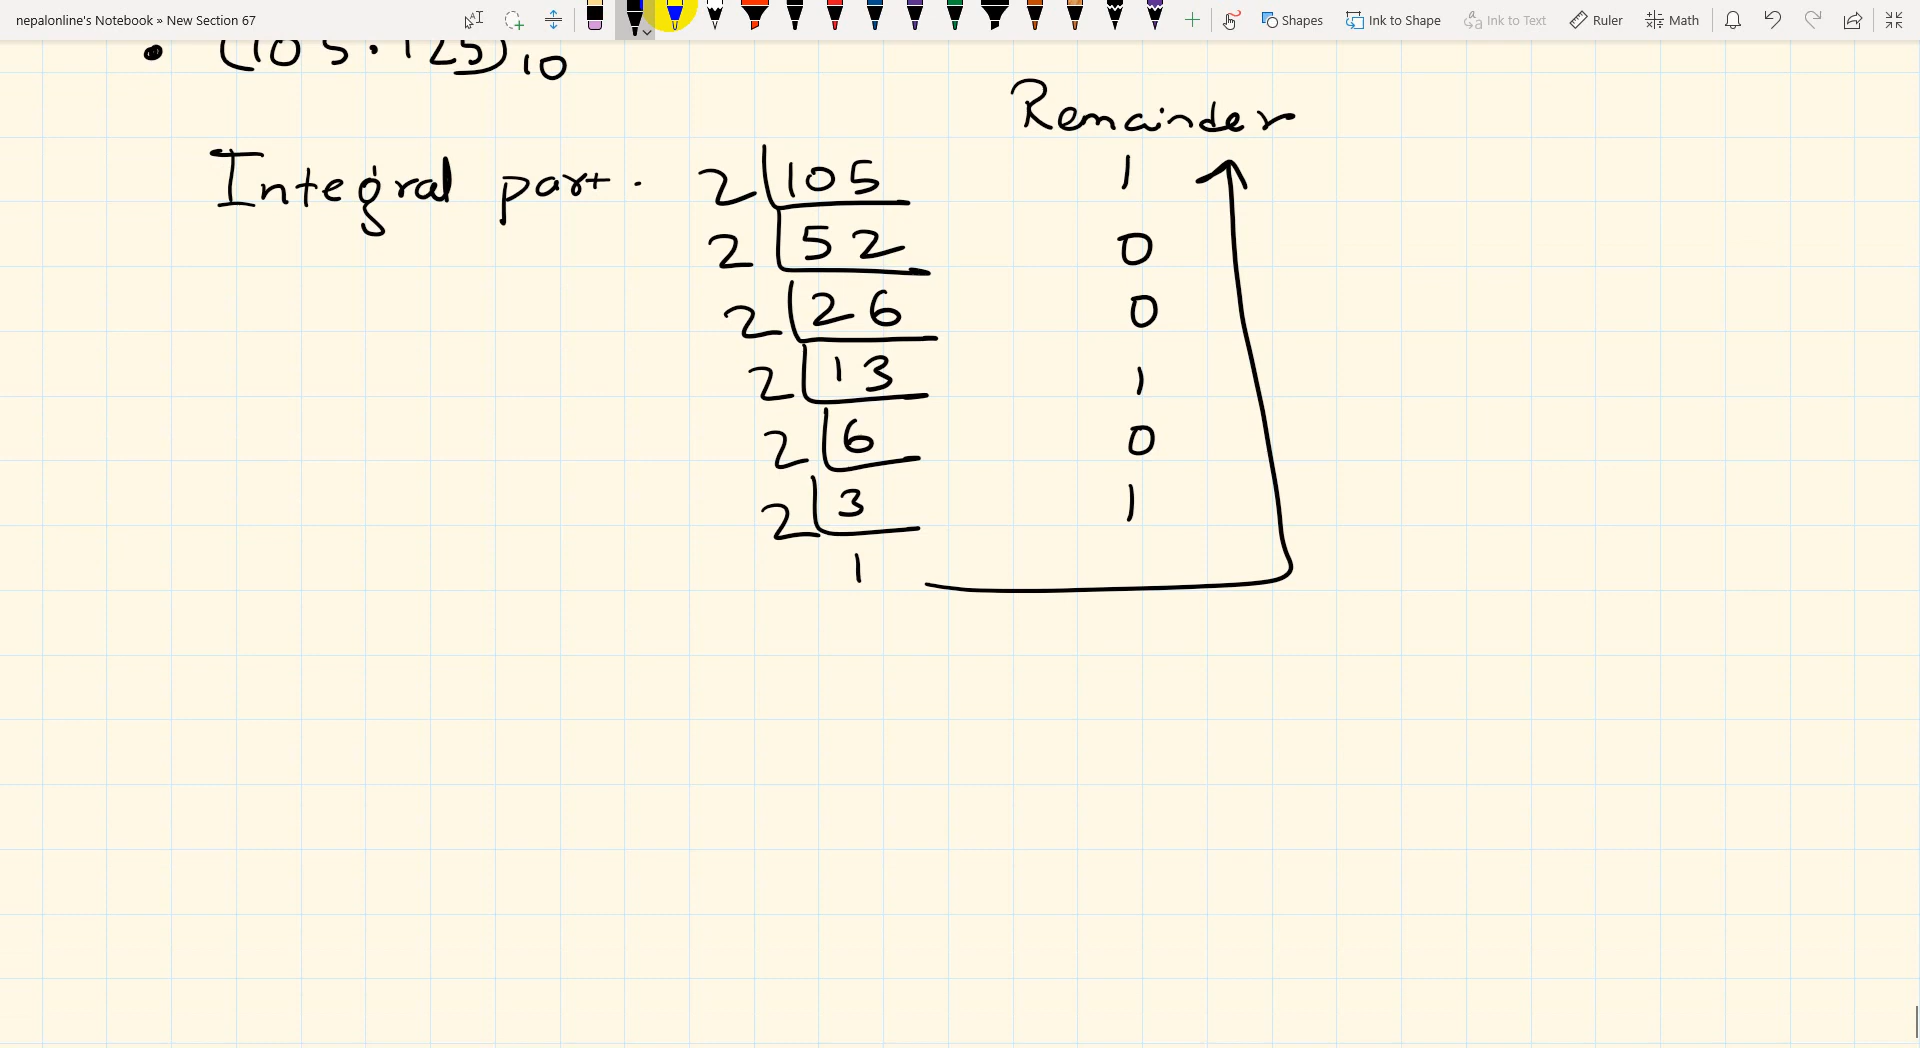 nepalonline's Notebook » New Section 67
Shapes Ink to Shape Ink to Text Ruler Math
• (105.125)10
Remainder
Integral part. 2 105 1
2 52 0
2 26 0
2 13 1
2 6 0
2 3 1
1